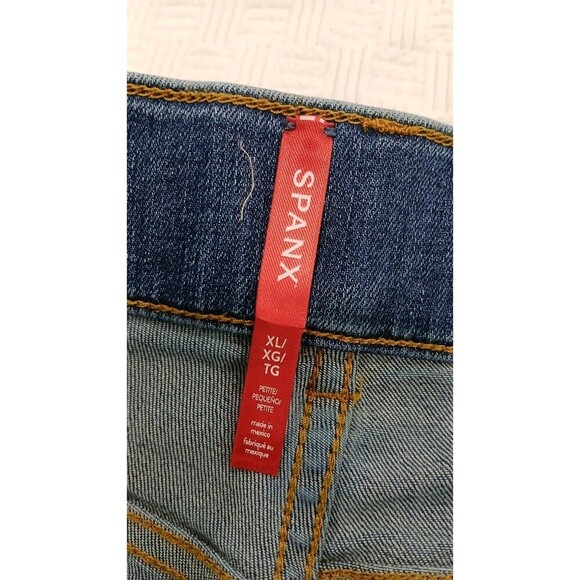 SPANX
XL/
XG/
TG
PETITE/
PEQUEÑO/
PETITE
made in
mexico
fabriqué au
mexique